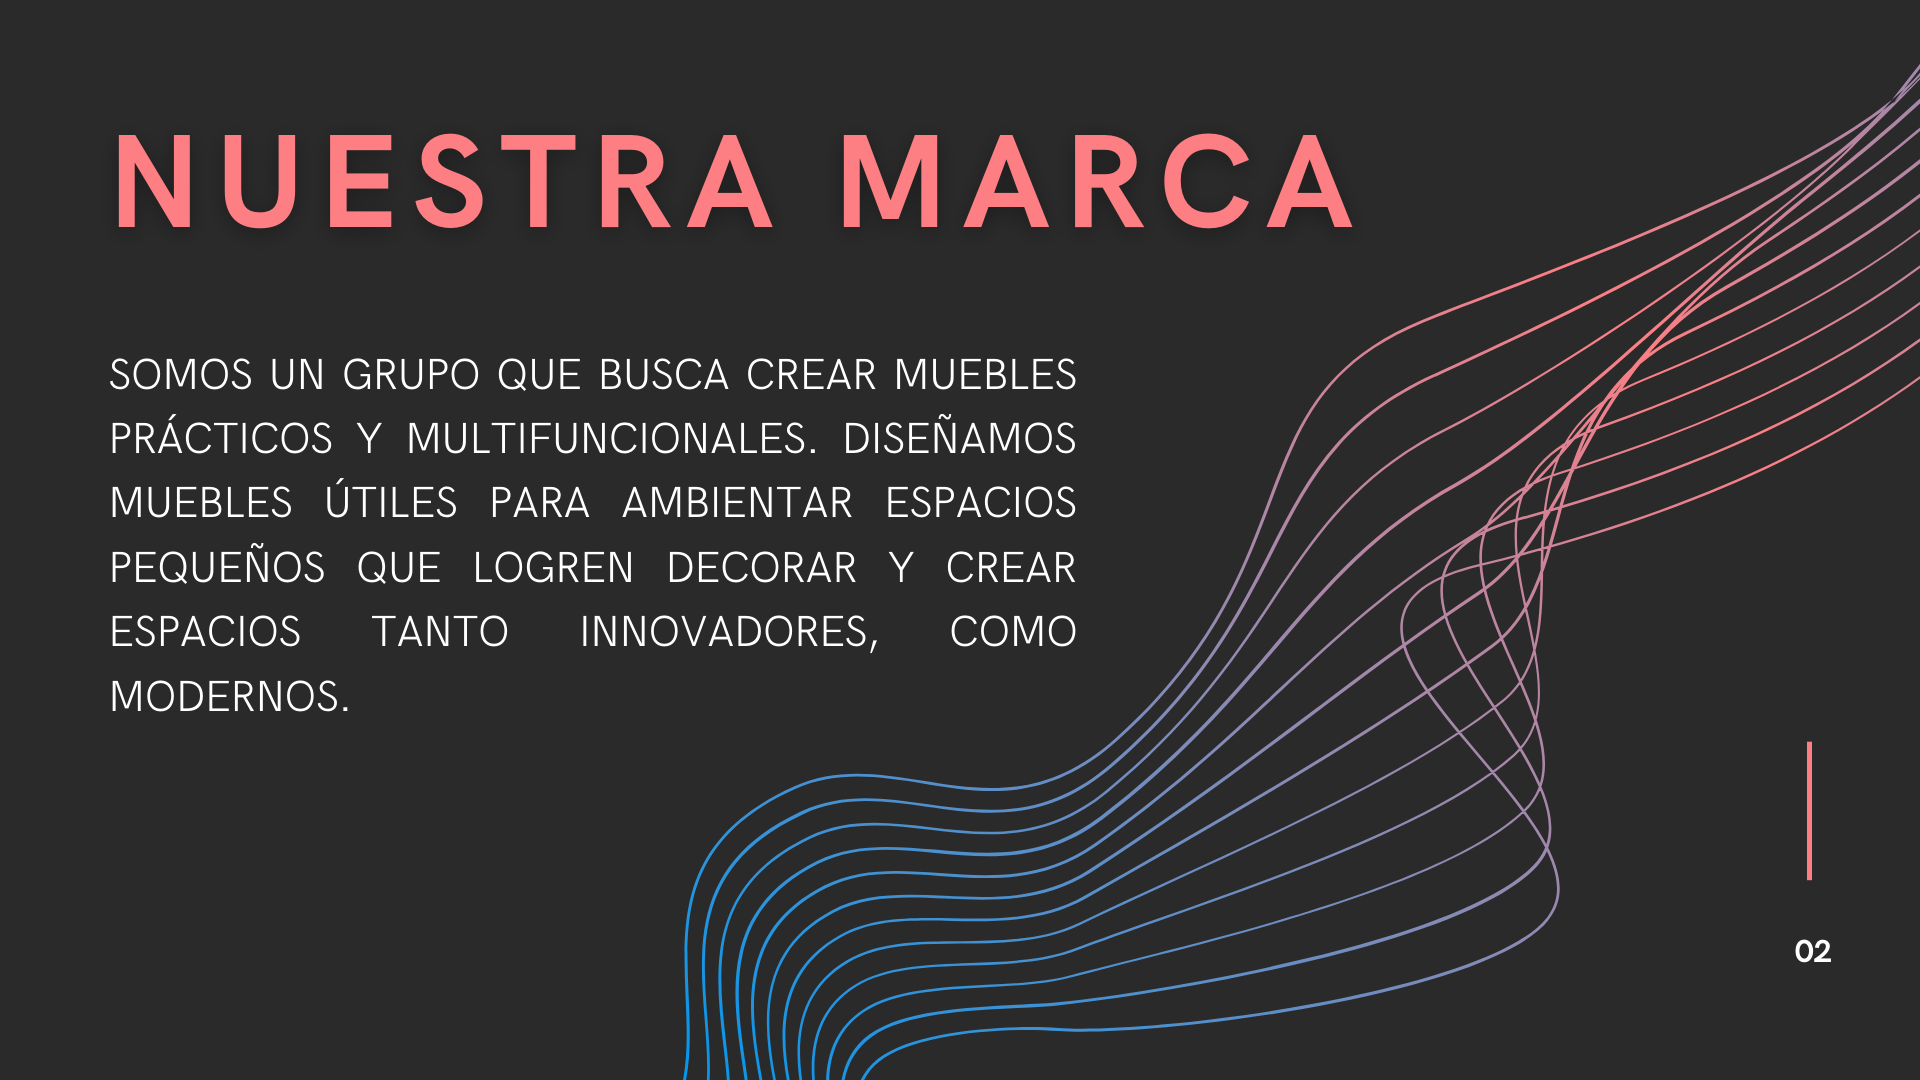 NUESTRA MARCA
SOMOS UN GRUPO QUE BUSCA CREAR MUEBLES
PRÁCTICOS Y MULTIFUNCIONALES. DISEÑAMOS
MUEBLES ÚTILES PARA AMBIENTAR ESPACIOS
PEQUEÑOS QUE LOGREN DECORAR Y CREAR
ESPACIOS TANTO INNOVADORES, COMO
MODERNOS.
02